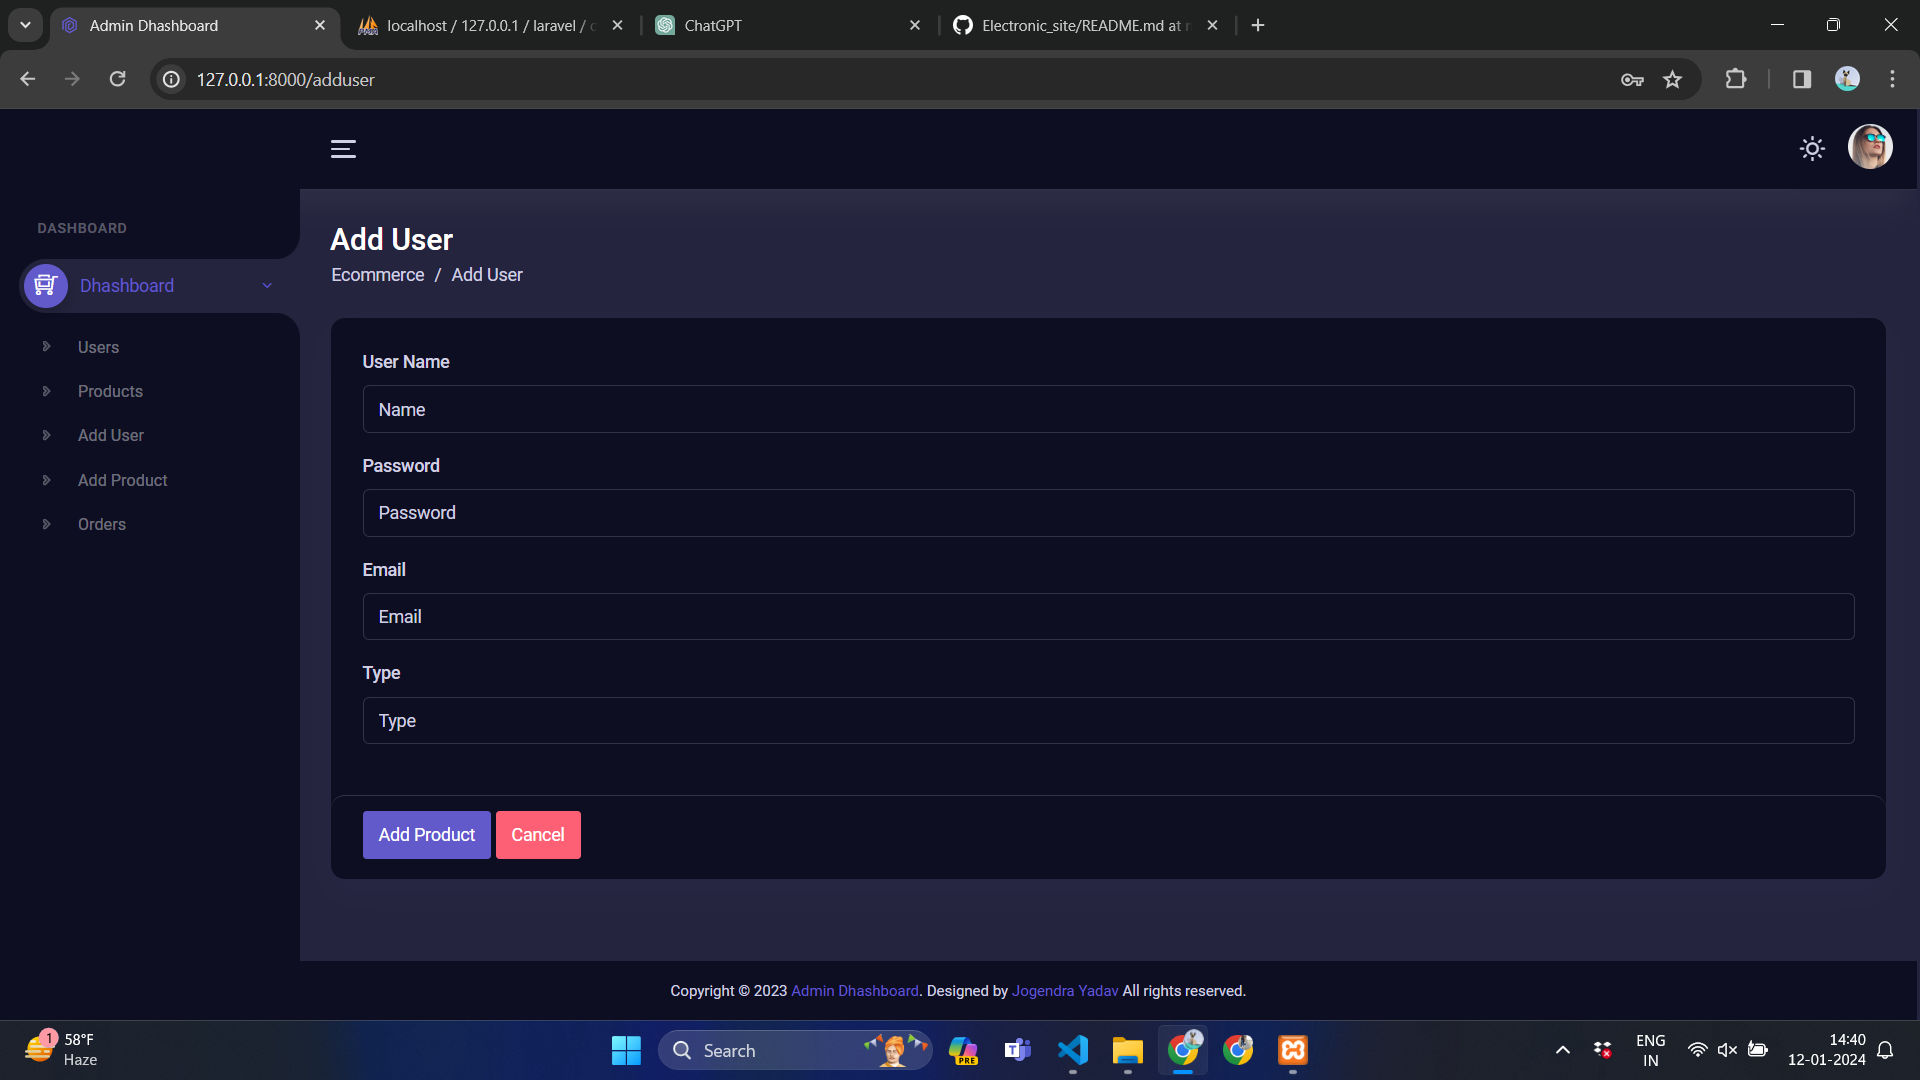 Admin Dhashboard
localhost / 127.0.0.1 / laravel /
ChatGPT
Electronic_site/README.md at
127.0.0.1:8000/adduser
DASHBOARD
Dhashboard
Users
Products
Add User
Add Product
Orders
Add User
Ecommerce / Add User
User Name
Name
Password
Password
Email
Email
Type
Type
Add Product Cancel
Copyright © 2023 Admin Dhashboard. Designed by Jogendra Yadav All rights reserved.
1
58°F
Haze
Search
PRE
ENG
IN
14:40
12-01-2024